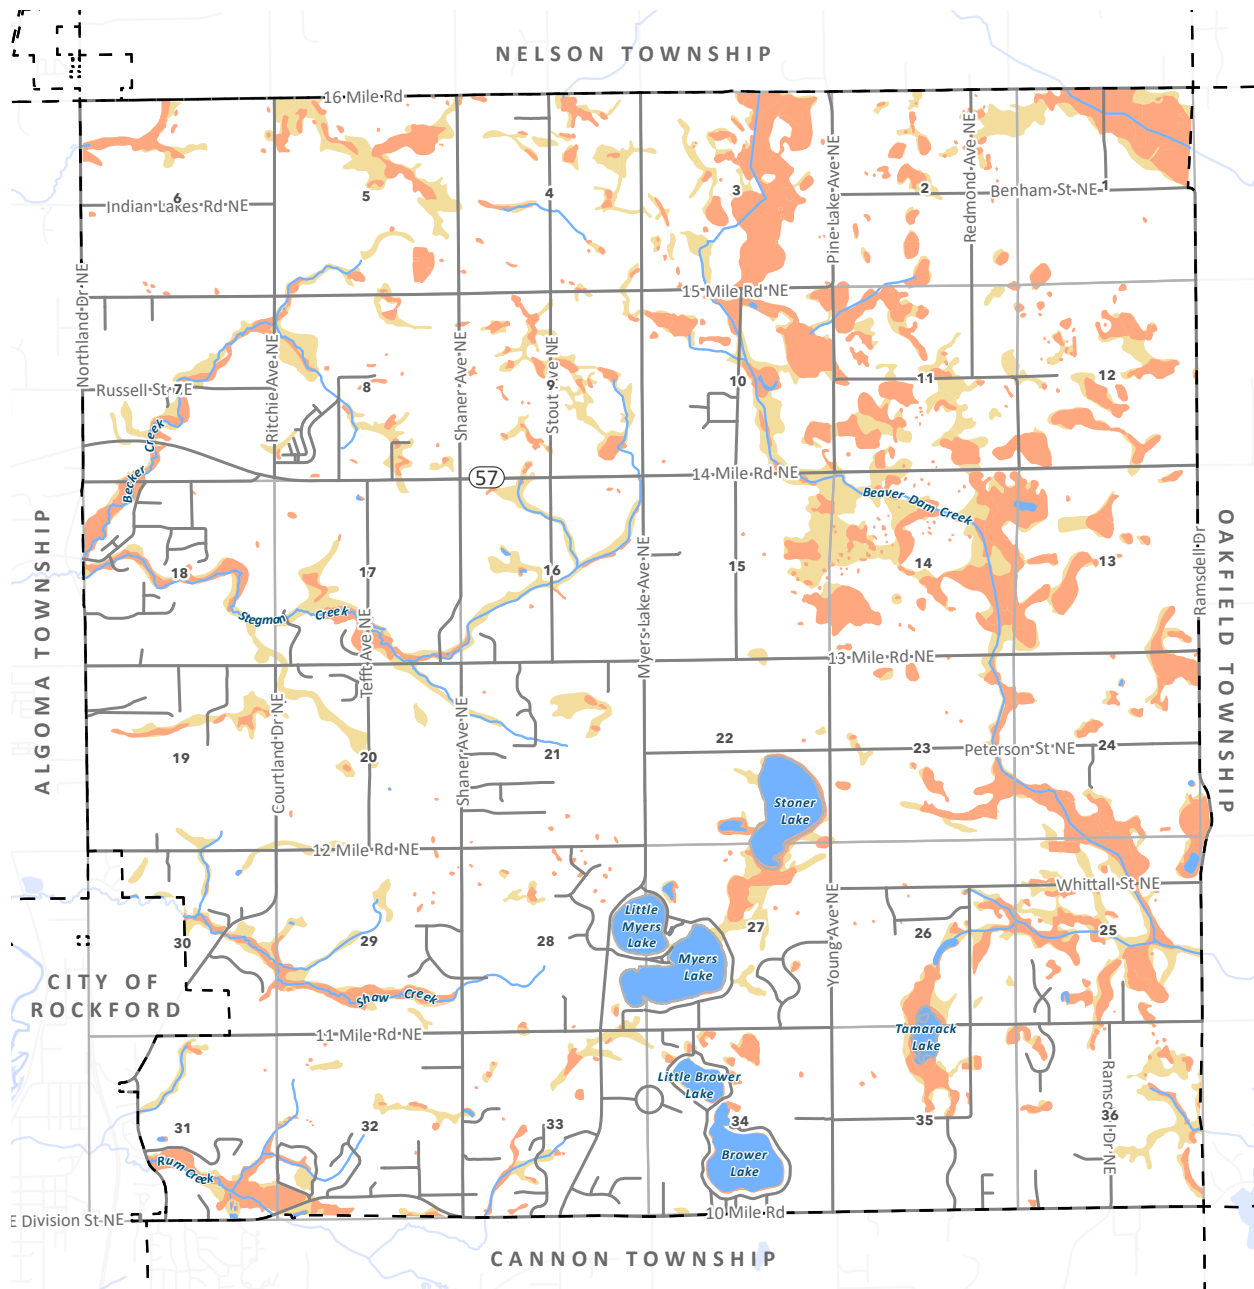 NELSON TOWNSHIP
16 Mile Rd
6
5
4
3
2
1
Indian Lakes Rd NE
Benham St NE
Pine Lake Ave NE
Redmond Ave NE
15 Mile Rd NE
Northland Dr NE
Ritchie Ave NE
Shaner Ave NE
Stout Ave NE
Russell St NE
7
8
9
10
11
12
Becker Creek
57
14 Mile Rd NE
Beaver Dam Creek
ALGOMA TOWNSHIP
OAKFIELD TOWNSHIP
Ramsdell Dr
18
17
16
15
14
13
Stegman Creek
Tefft Ave NE
Myers Lake Ave NE
13 Mile Rd NE
19
20
21
22
23
24
Courtland Dr NE
Shaner Ave NE
Peterson St NE
Stoner
Lake
12 Mile Rd NE
Whittall St NE
Little
Myers
Lake
Myers
Lake
Young Ave NE
30
29
28
27
26
25
CITY OF
ROCKFORD
Shaw Creek
11 Mile Rd NE
Tamarack
Lake
Little Brower
Lake
Ramsdell Dr NE
31
32
33
34
35
36
Rum Creek
Brower
Lake
E Division St NE
10 Mile Rd
CANNON TOWNSHIP